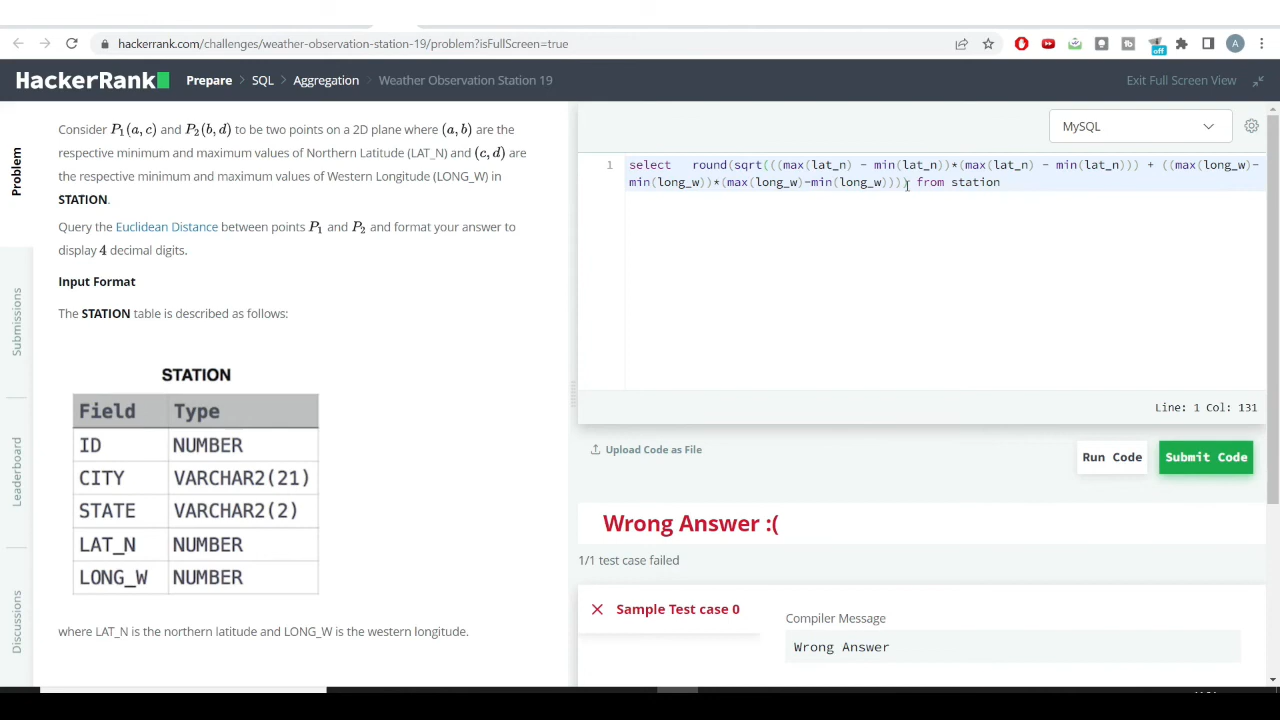 hackerrank.com/challenges/weather-observation-station-19/problem?isFullScreen=true
off
A
HackerRank
Prepare > SQL > Aggregation > Weather Observation Station 19
Exit Full Screen View
Problem
Submissions
Leaderboard
Discussions
Consider P₁(a, c) and P₂(b, d) to be two points on a 2D plane where (a, b) are the
respective minimum and maximum values of Northern Latitude (LAT_N) and (c, d) are
the respective minimum and maximum values of Western Longitude (LONG_W) in
STATION.
Query the Euclidean Distance between points P₁ and P₂ and format your answer to
display 4 decimal digits.
Input Format
The STATION table is described as follows:
STATION
Field Type
ID NUMBER
CITY VARCHAR2(21)
STATE VARCHAR2(2)
LAT_N NUMBER
LONG_W NUMBER
where LAT_N is the northern latitude and LONG_W is the western longitude.
MySQL
1 select   round(sqrt(((max(lat_n) - min(lat_n))*(max(lat_n) - min(lat_n))) + ((max(long_w)-
min(long_w))*(max(long_w)-min(long_w)))) from station
Line: 1 Col: 131
Upload Code as File
Run Code
Submit Code
Wrong Answer :(
1/1 test case failed
Sample Test case 0
Compiler Message
Wrong Answer